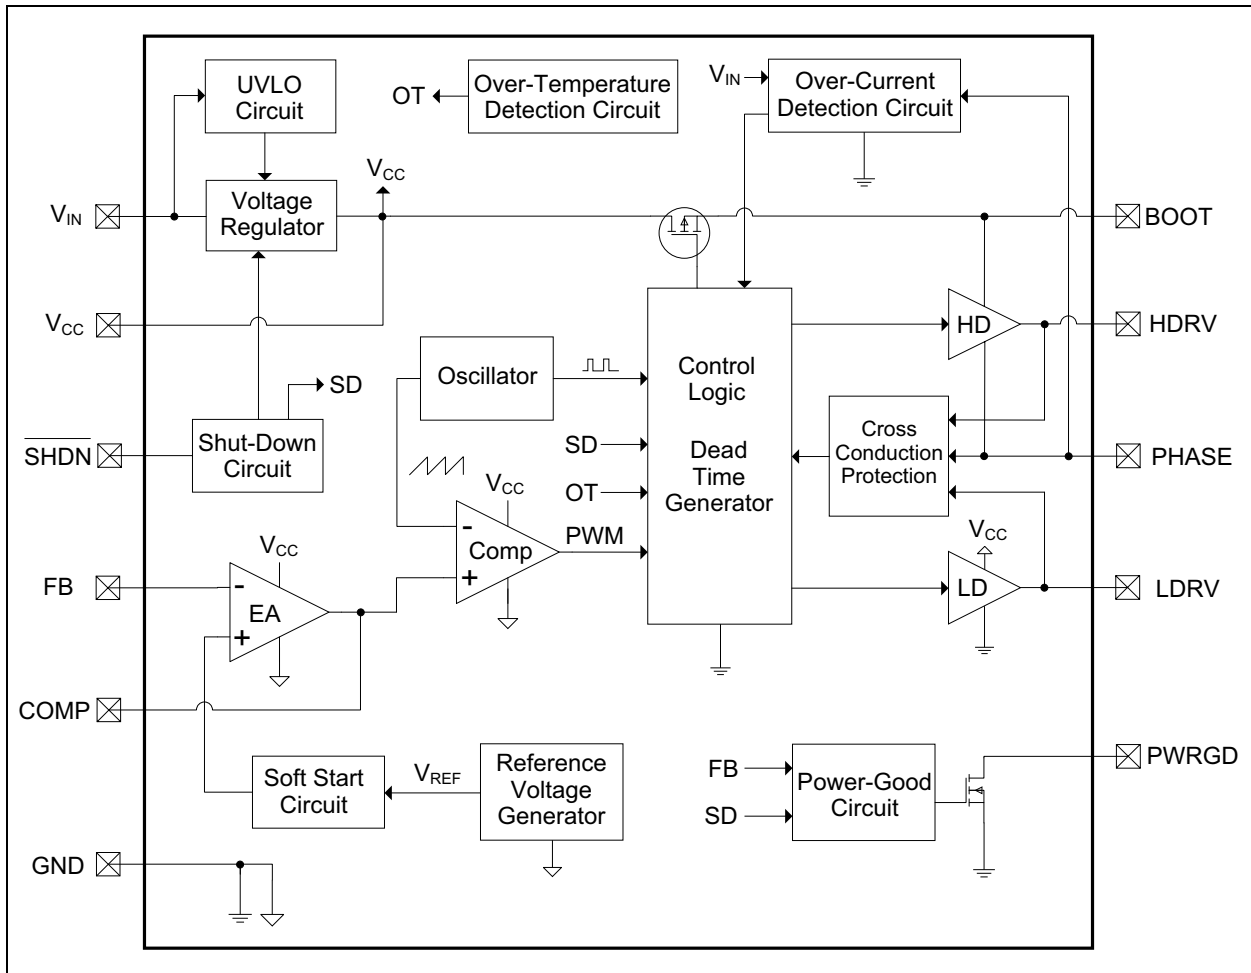 UVLO
Circuit
OT
Over-Temperature
Detection Circuit
VIN
Over-Current
Detection Circuit
VCC
VIN
Voltage
Regulator
BOOT
VCC
HD
HDRV
Oscillator
Control
Logic
SD
SHDN
Shut-Down
Circuit
SD
Cross
Conduction
Protection
PHASE
Dead
Time
Generator
VCC
OT
-
Comp
+
PWM
VCC
FB
-
EA
+
VCC
LD
LDRV
COMP
Soft Start
Circuit
VREF
Reference
Voltage
Generator
FB
SD
Power-Good
Circuit
PWRGD
GND